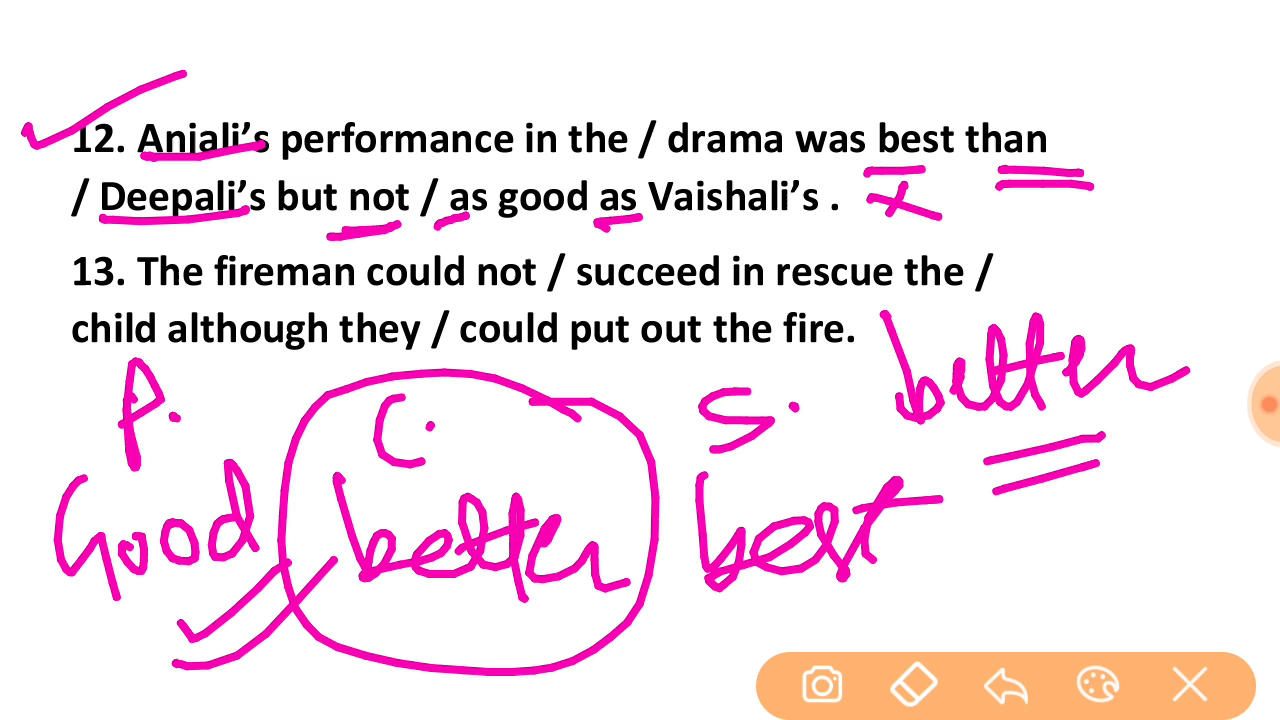 12. Anjali’s performance in the / drama was best than
/ Deepali’s but not / as good as Vaishali’s .
13. The fireman could not / succeed in rescue the /
child although they / could put out the fire.
better
P. C. S.
Good better best